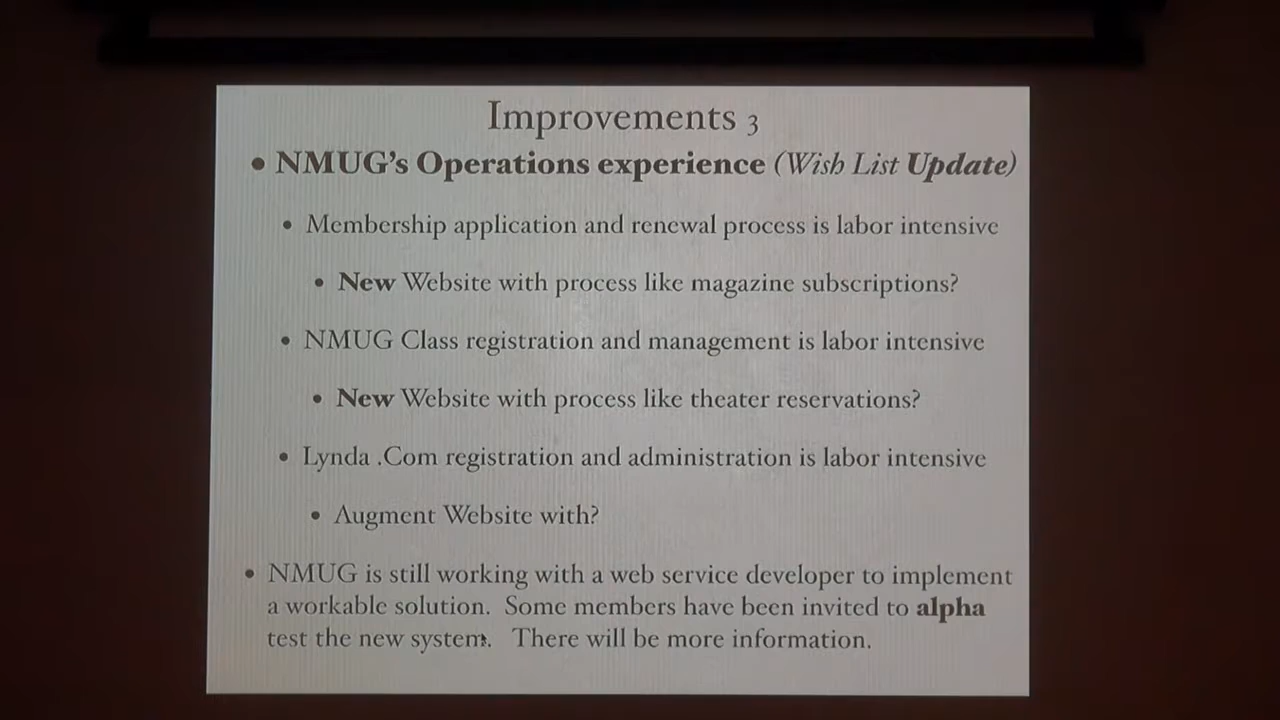 Improvements 3
• NMUG's Operations experience (Wish List Update)
• Membership application and renewal process is labor intensive
• New Website with process like magazine subscriptions?
• NMUG Class registration and management is labor intensive
• New Website with process like theater reservations?
• Lynda .Com registration and administration is labor intensive
• Augment Website with?
• NMUG is still working with a web service developer to implement
a workable solution. Some members have been invited to alpha
test the new system. There will be more information.